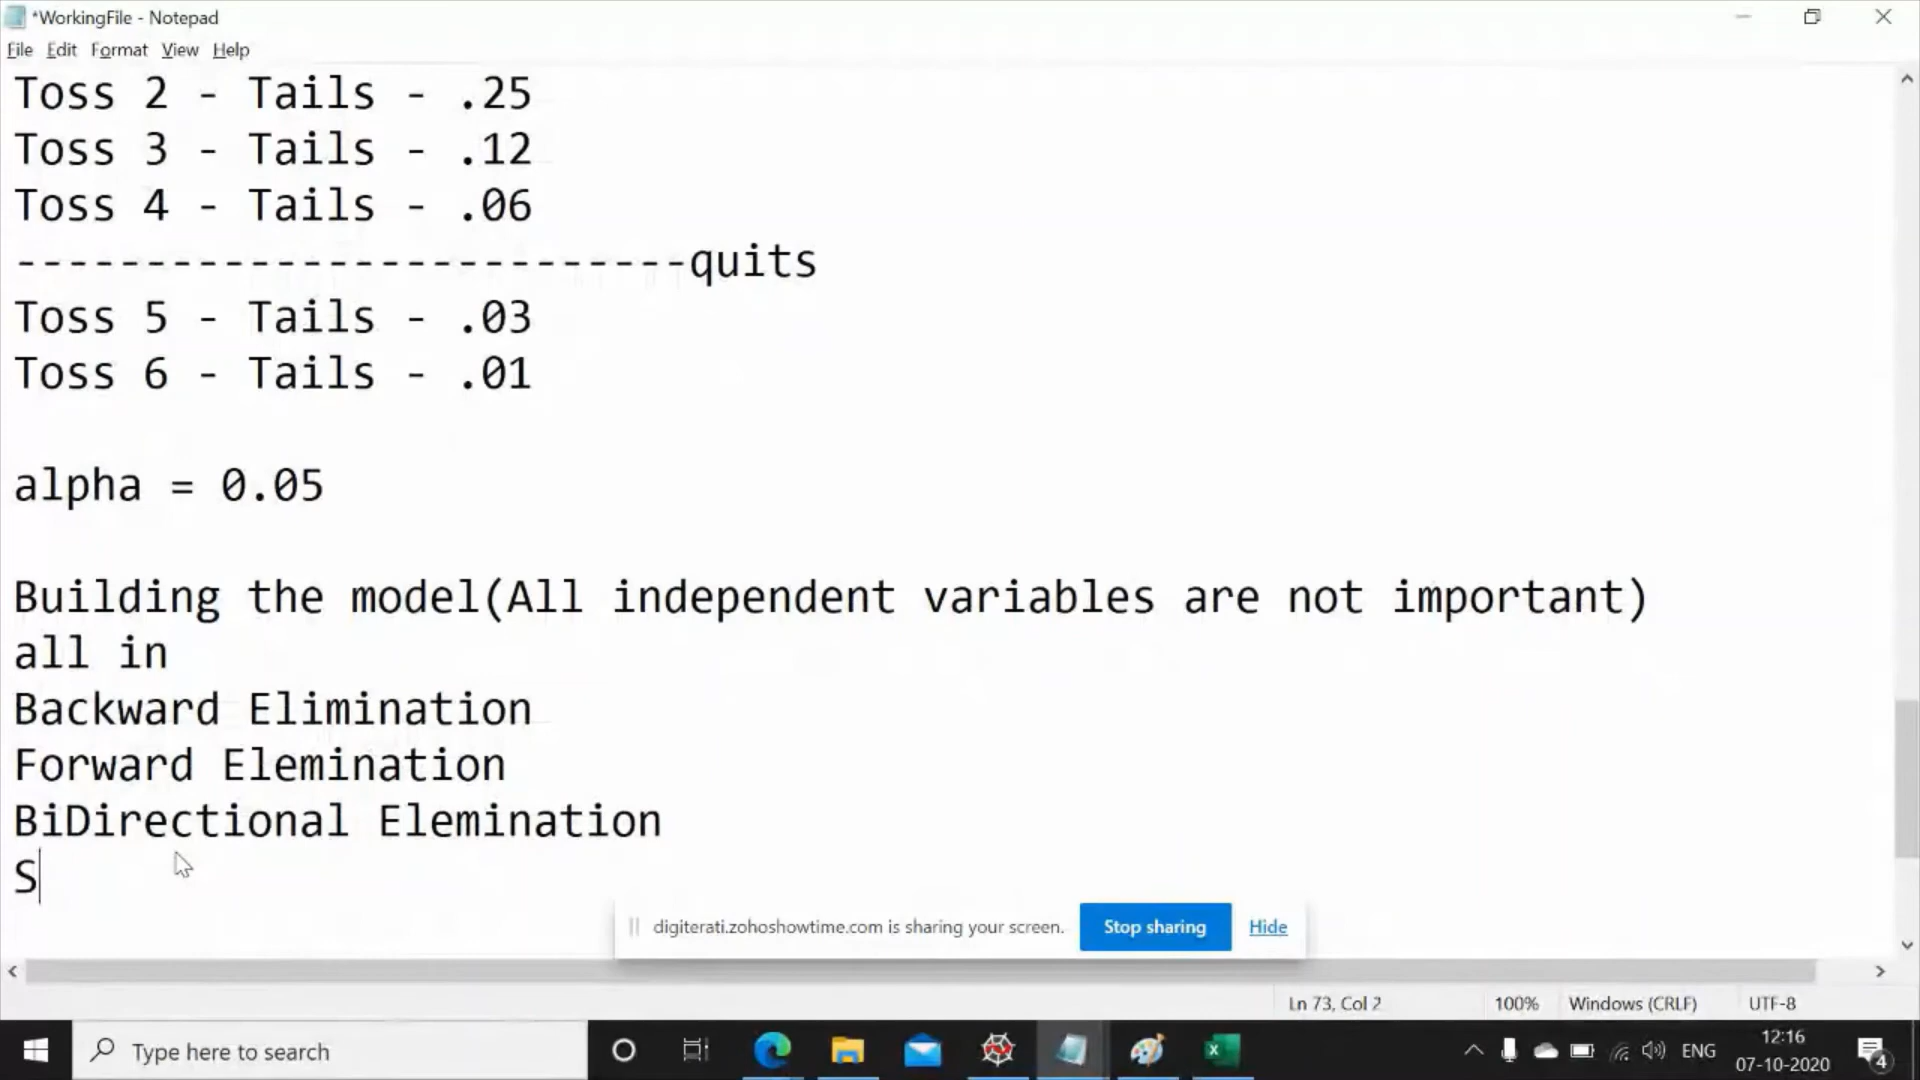 *WorkingFile - Notepad
File Edit Format View Help
Toss 2 - Tails - .25
Toss 3 - Tails - .12
Toss 4 - Tails - .06
--------------------------quits
Toss 5 - Tails - .03
Toss 6 - Tails - .01
alpha = 0.05
Building the model(All independent variables are not important)
all in
Backward Elimination
Forward Elemination
BiDirectional Elemination
S
digiterati.zohoshowtime.com is sharing your screen. Stop sharing Hide
Ln 73, Col 2 100% Windows (CRLF) UTF-8
Type here to search
ENG
12:16
07-10-2020
4